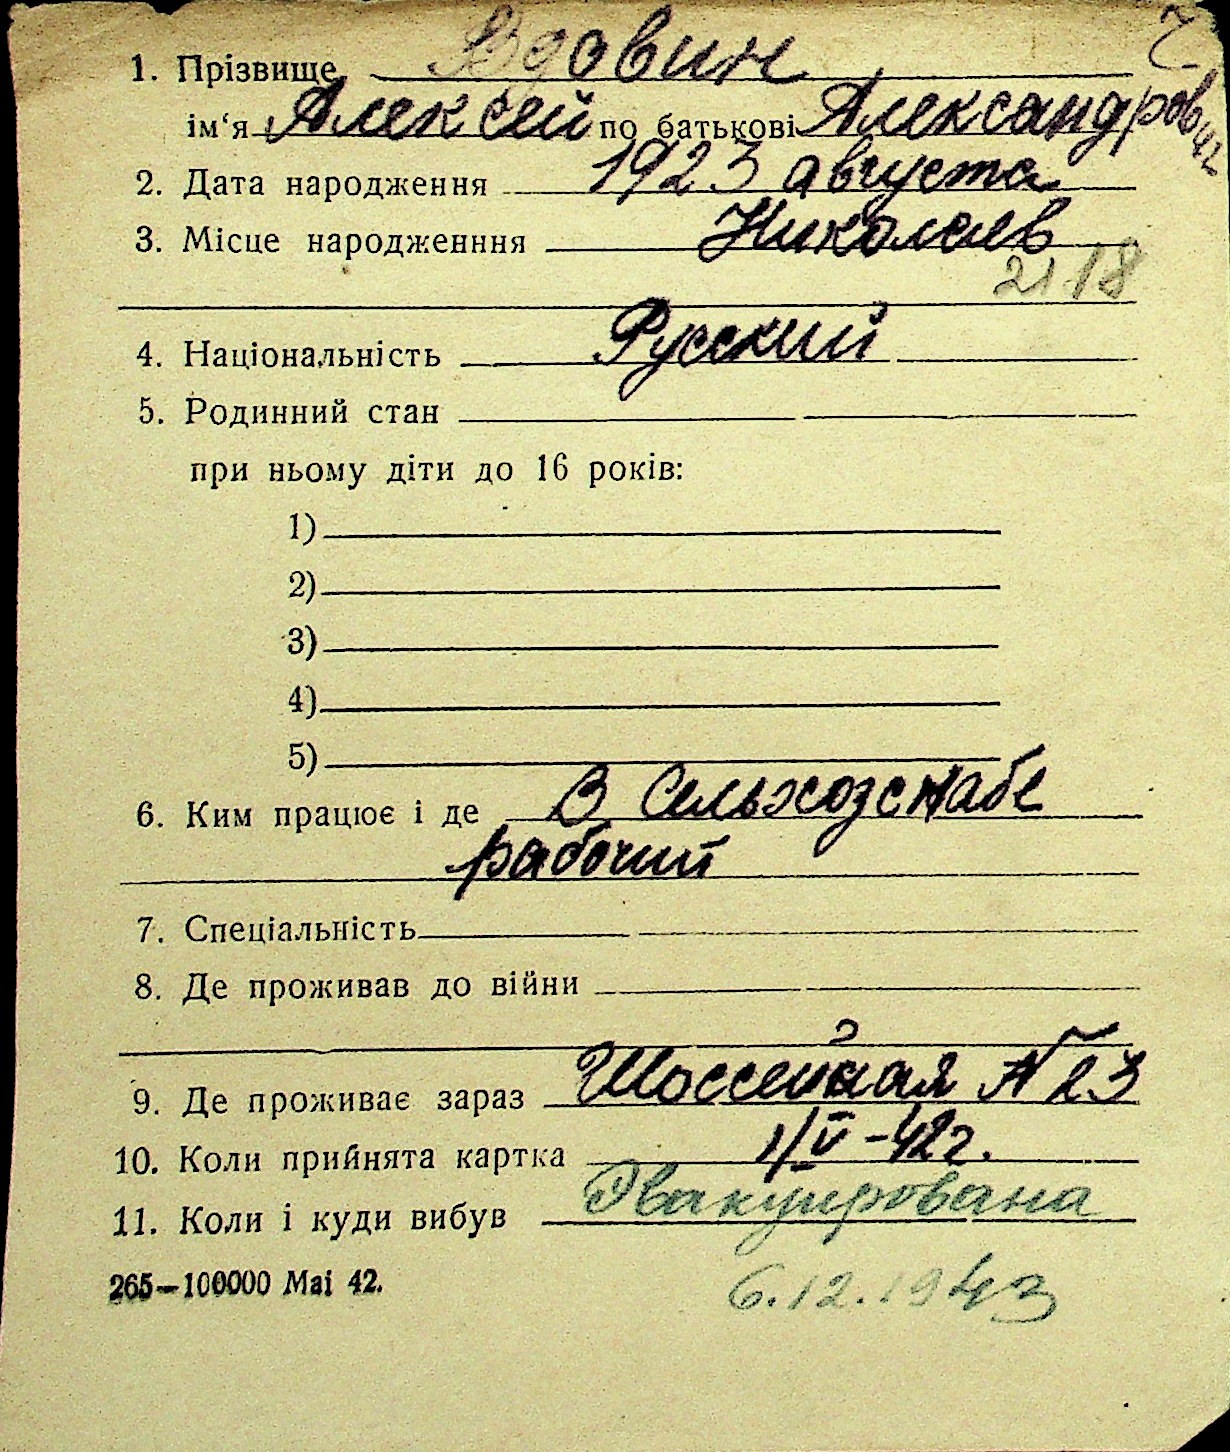 1. Прізвище Вдовин
ім‘я Алексей по батькові Александрович
2. Дата народження 1923 августа
3. Місце народженння Николаев
21 18
4. Національність Русский
5. Родинний стан
при ньому діти до 16 років:
1)
2)
3)
4)
5)
6. Ким працює і де В Сельхозснабе
рабочий
7. Спеціальність
8. Де проживав до війни
9. Де проживає зараз Шоссейная № 23
10. Коли прийнята картка 1/V-42г.
11. Коли і куди вибув Эвакуирована
265—100000 Mai 42.
6.12.1943